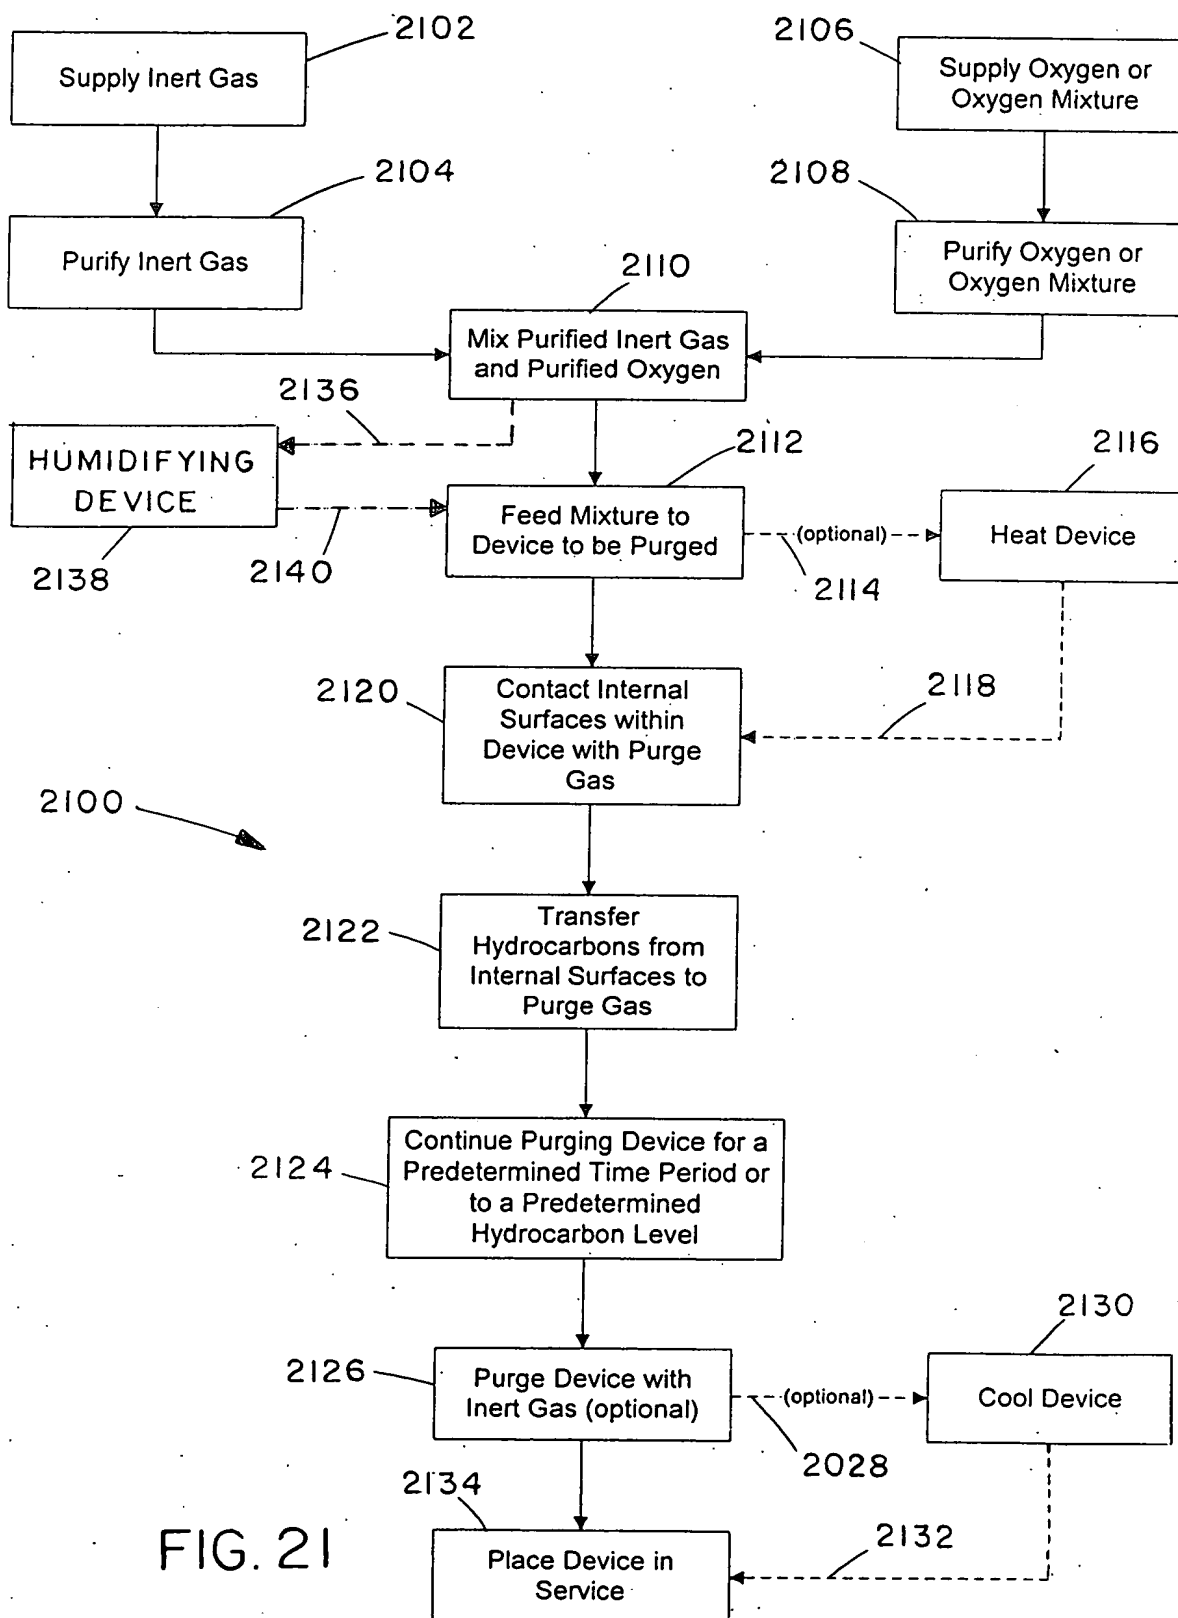 2102
2106
Supply Inert Gas
Supply Oxygen or
Oxygen Mixture
2104
2108
Purify Inert Gas
Purify Oxygen or
Oxygen Mixture
2110
Mix Purified Inert Gas
and Purified Oxygen
2136
2112
2116
HUMIDIFYING
DEVICE
Feed Mixture to
Device to be Purged
(optional)
Heat Device
2138
2140
2114
2120
Contact Internal
Surfaces within
Device with Purge
Gas
2118
2100
2122
Transfer
Hydrocarbons from
Internal Surfaces to
Purge Gas
2124
Continue Purging Device for a
Predetermined Time Period or
to a Predetermined
Hydrocarbon Level
2130
2126
Purge Device with
Inert Gas (optional)
(optional)
Cool Device
2028
2134
2132
Place Device in
Service
FIG. 21